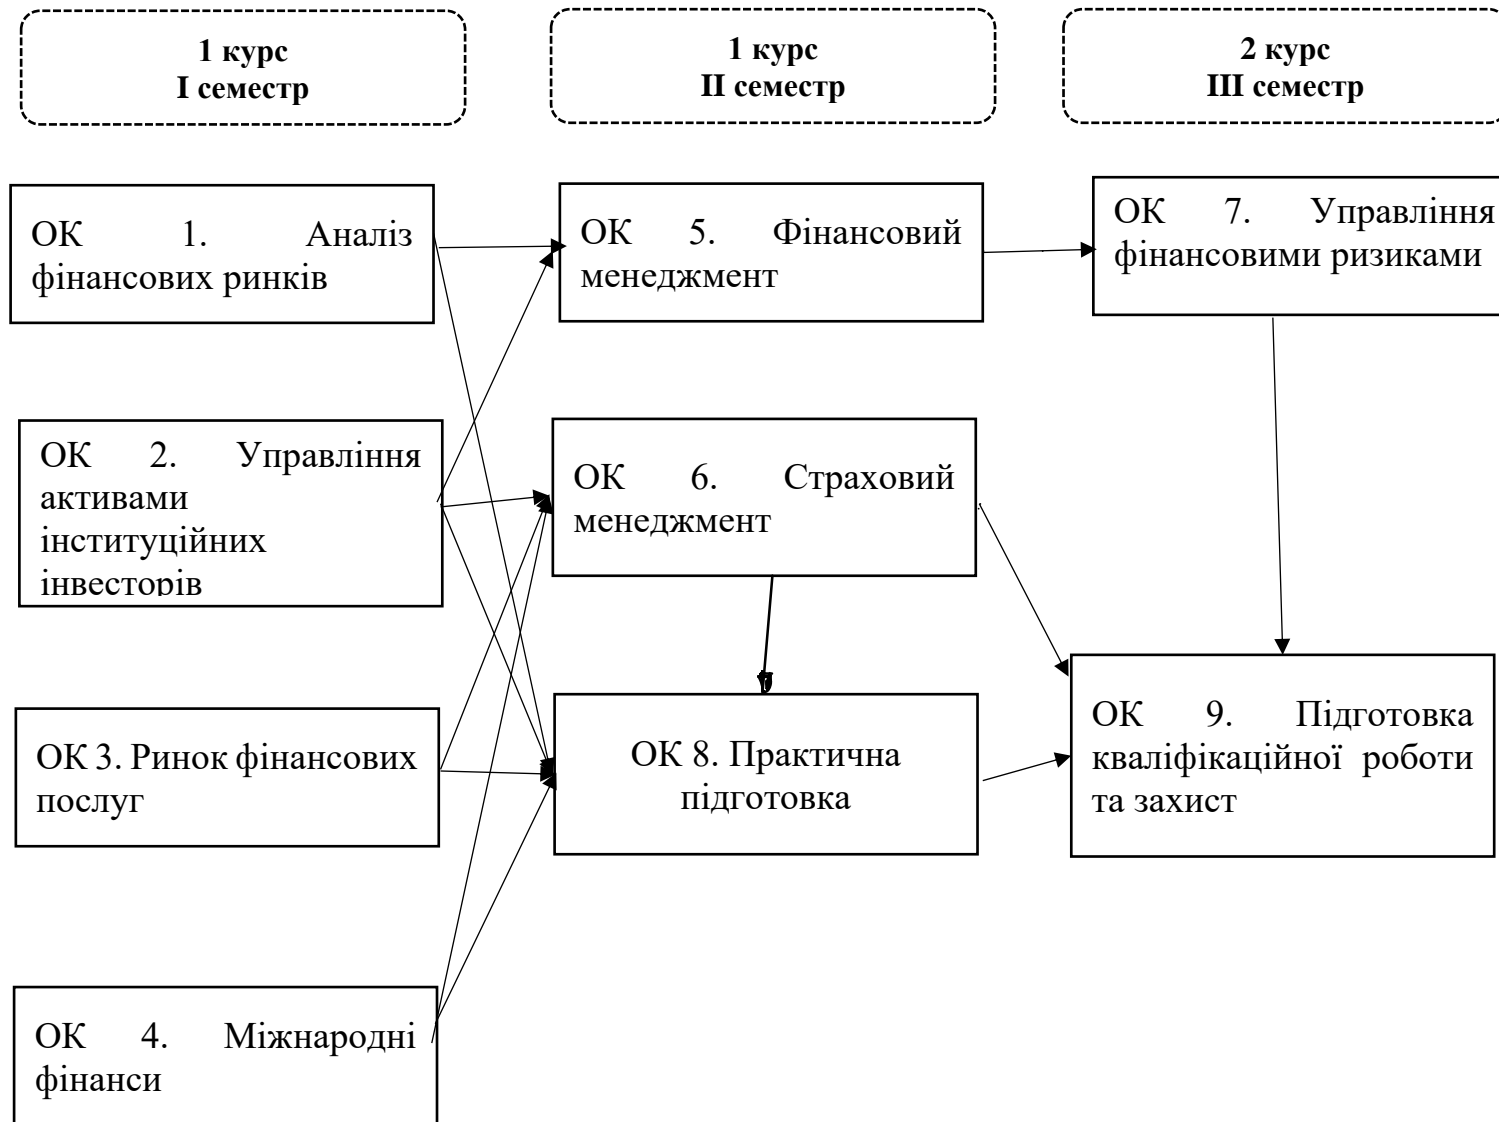 1 курс
I семестр
1 курс
II семестр
2 курс
III семестр
ОК 1. Аналіз
фінансових ринків
ОК 5. Фінансовий
менеджмент
ОК 7. Управління
фінансовими ризиками
ОК 2. Управління
активами
інституційних
інвесторів
ОК 6. Страховий
менеджмент
ОК 3. Ринок фінансових
послуг
ОК 8. Практична
підготовка
ОК 9. Підготовка
кваліфікаційної роботи
та захист
ОК 4. Міжнародні
фінанси